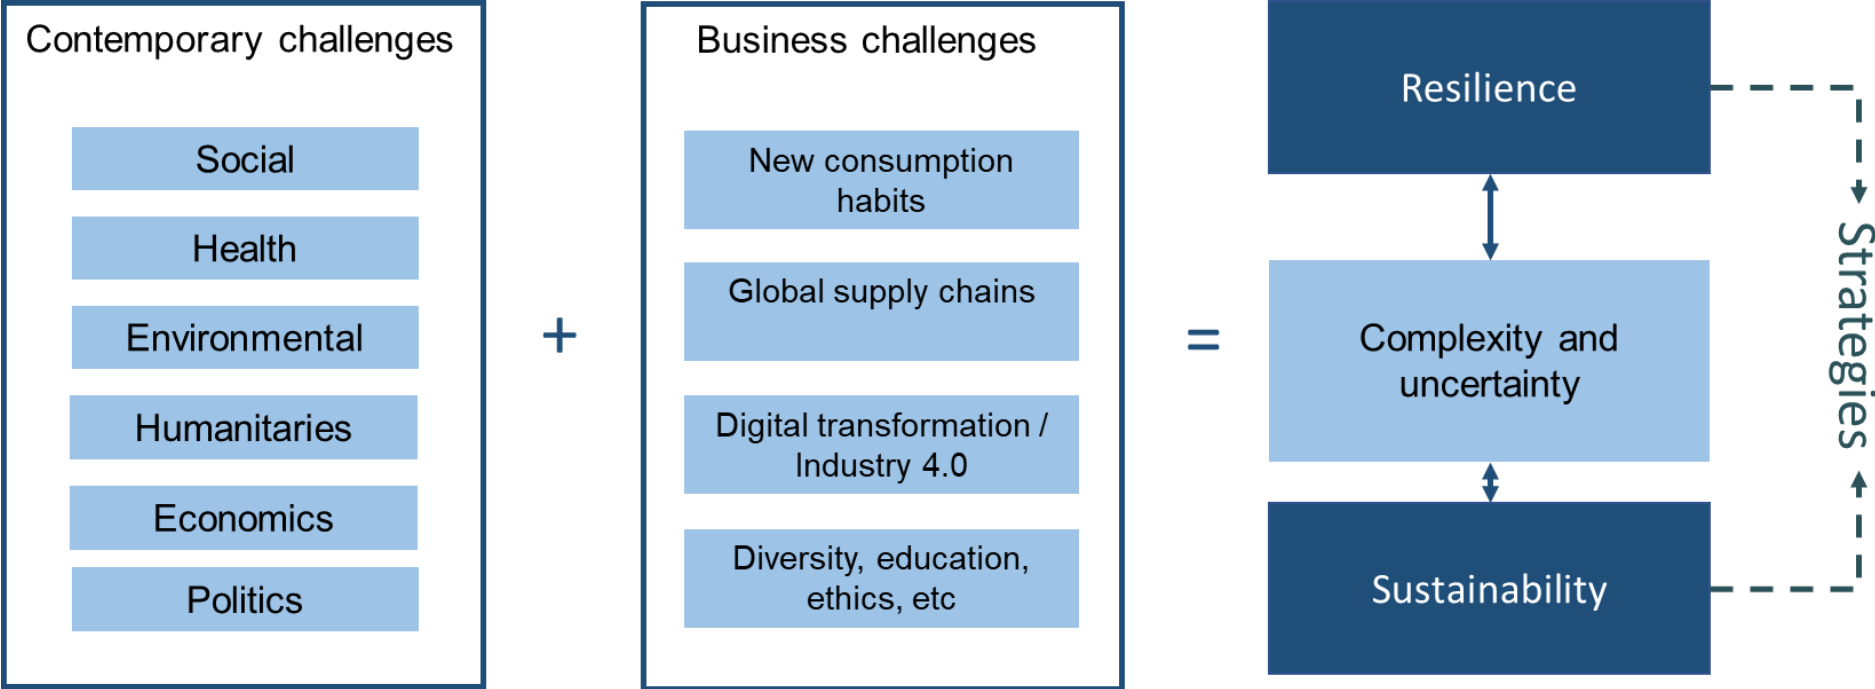 Contemporary challenges
Social
Health
Environmental
Humanitaries
Economics
Politics
+
Business challenges
New consumption
habits
Global supply chains
Digital transformation /
Industry 4.0
Diversity, education,
ethics, etc
=
Resilience
Complexity and
uncertainty
Sustainability
Strategies